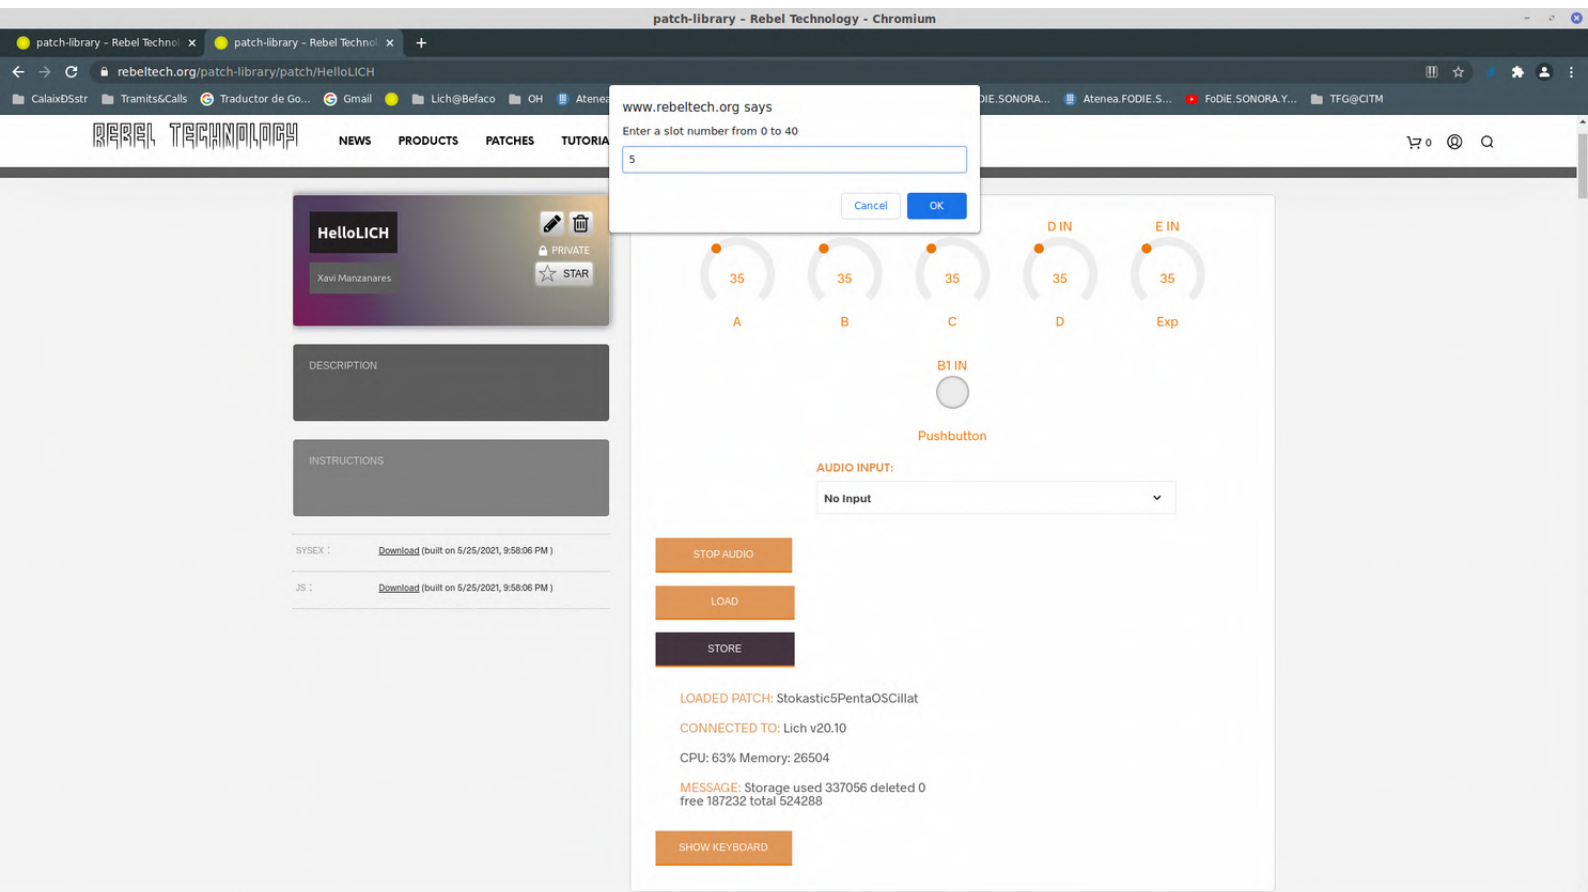 patch-library – Rebel Technology - Chromium
patch-library – Rebel Technol
patch-library – Rebel Technol
rebeltech.org/patch-library/patch/HelloLICH
CalaixĐSstr Tramits&Calls Traductor de Go... Gmail Lich@Befaco OH Atenea DIE.SONORA... Atenea.FODIE.S... FoDiE.SONORA.Y... TFG@CITM
www.rebeltech.org says
Enter a slot number from 0 to 40
5
Cancel OK
REBEL TECHNOLOGY NEWS PRODUCTS PATCHES TUTORIA 0
HelloLICH
Xavi Manzanares
PRIVATE
STAR
DESCRIPTION
INSTRUCTIONS
SYSEX : Download (built on 5/25/2021, 9:58:06 PM )
JS : Download (built on 5/25/2021, 9:58:06 PM )
D IN E IN
35 35 35 35 35
A B C D Exp
B1 IN
Pushbutton
AUDIO INPUT:
No Input
STOP AUDIO
LOAD
STORE
LOADED PATCH: Stokastic5PentaOSCillat
CONNECTED TO: Lich v20.10
CPU: 63% Memory: 26504
MESSAGE: Storage used 337056 deleted 0
free 187232 total 524288
SHOW KEYBOARD